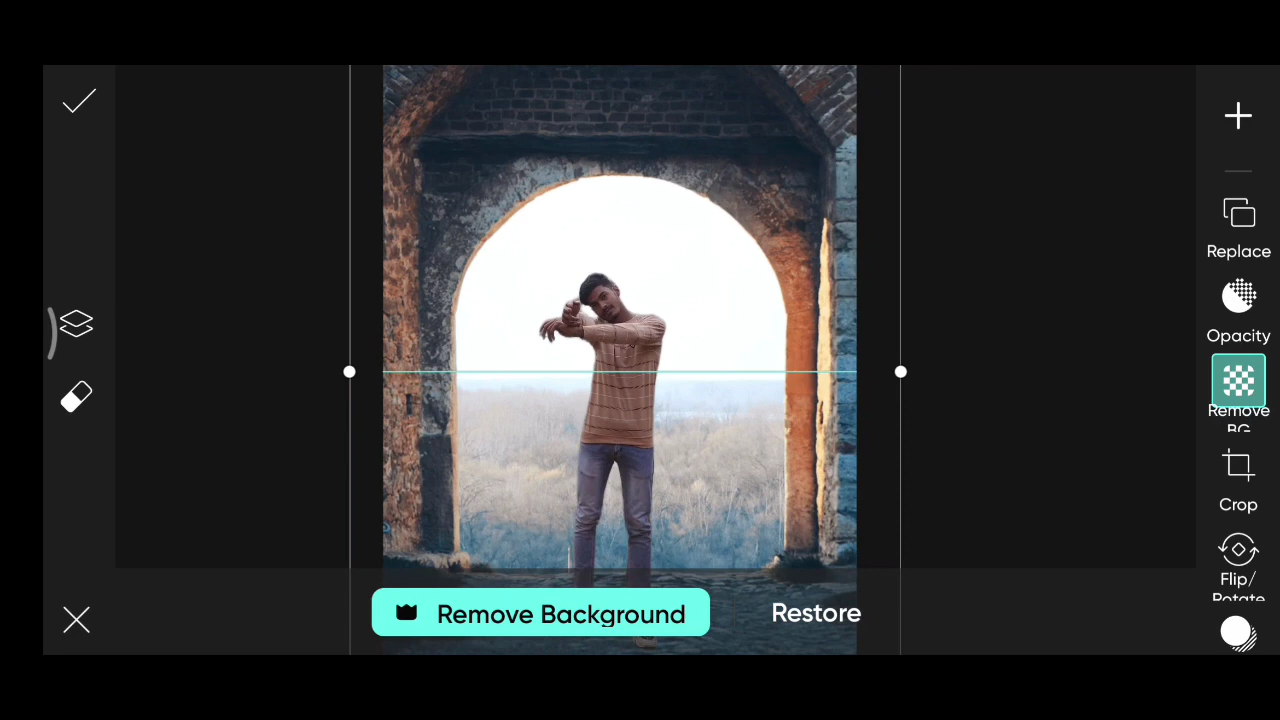 Replace
Opacity
Remove
BG
Crop
Flip/
Rotate
Remove Background
Restore